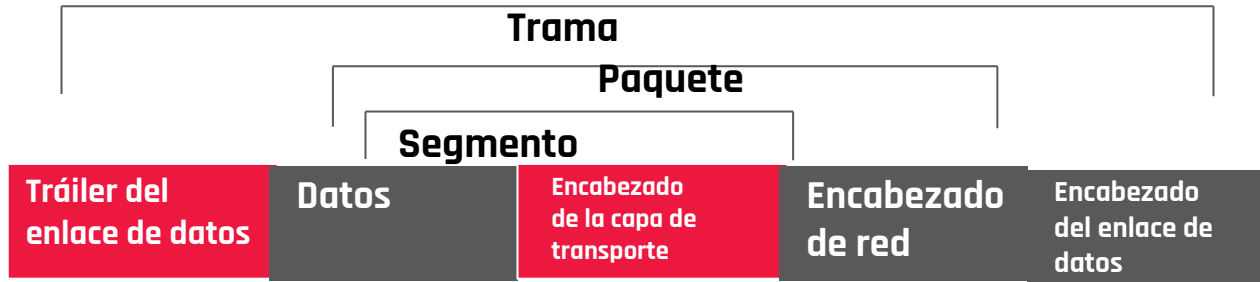 Trama
Paquete
Segmento
Tráiler del
enlace de datos
Datos
Encabezado
de la capa de
transporte
Encabezado
de red
Encabezado
del enlace de
datos